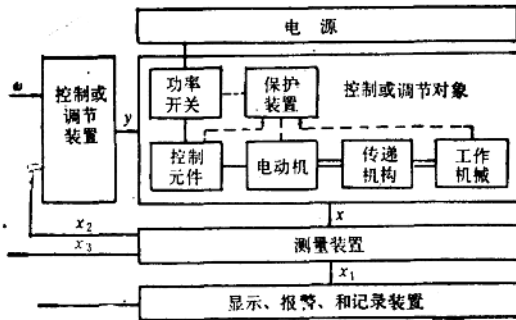 电 源
控制或
调节
装置
ω
y
功率
开关
保护
装置
控制或调节对象
控制
元件
电动机
传递
机构
工作
机械
x
x₂
x₃
测量装置
x₁
显示、报警、和记录装置